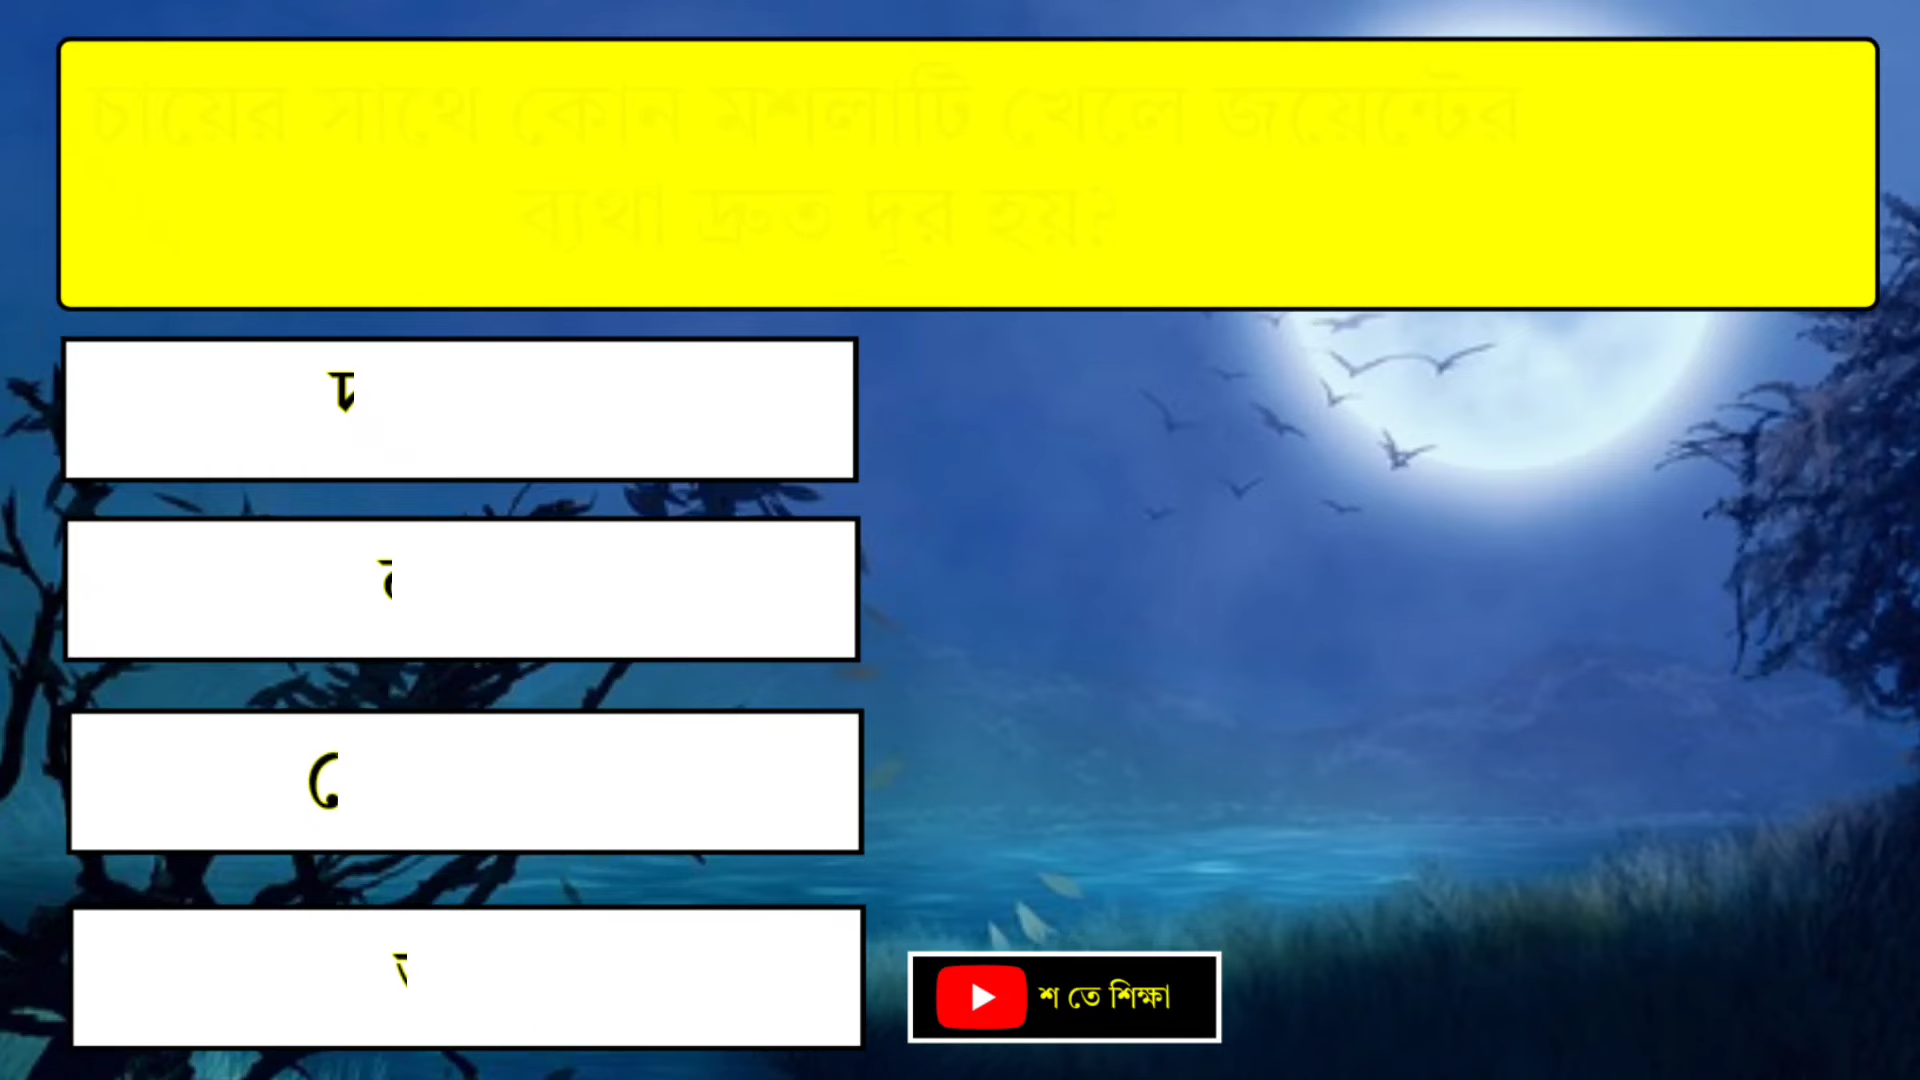 চায়ের সাথে কোন মশলাটি খেলে জয়েন্টের
ব্যথা দ্রুত দূর হয়?
শ তে শিক্ষা